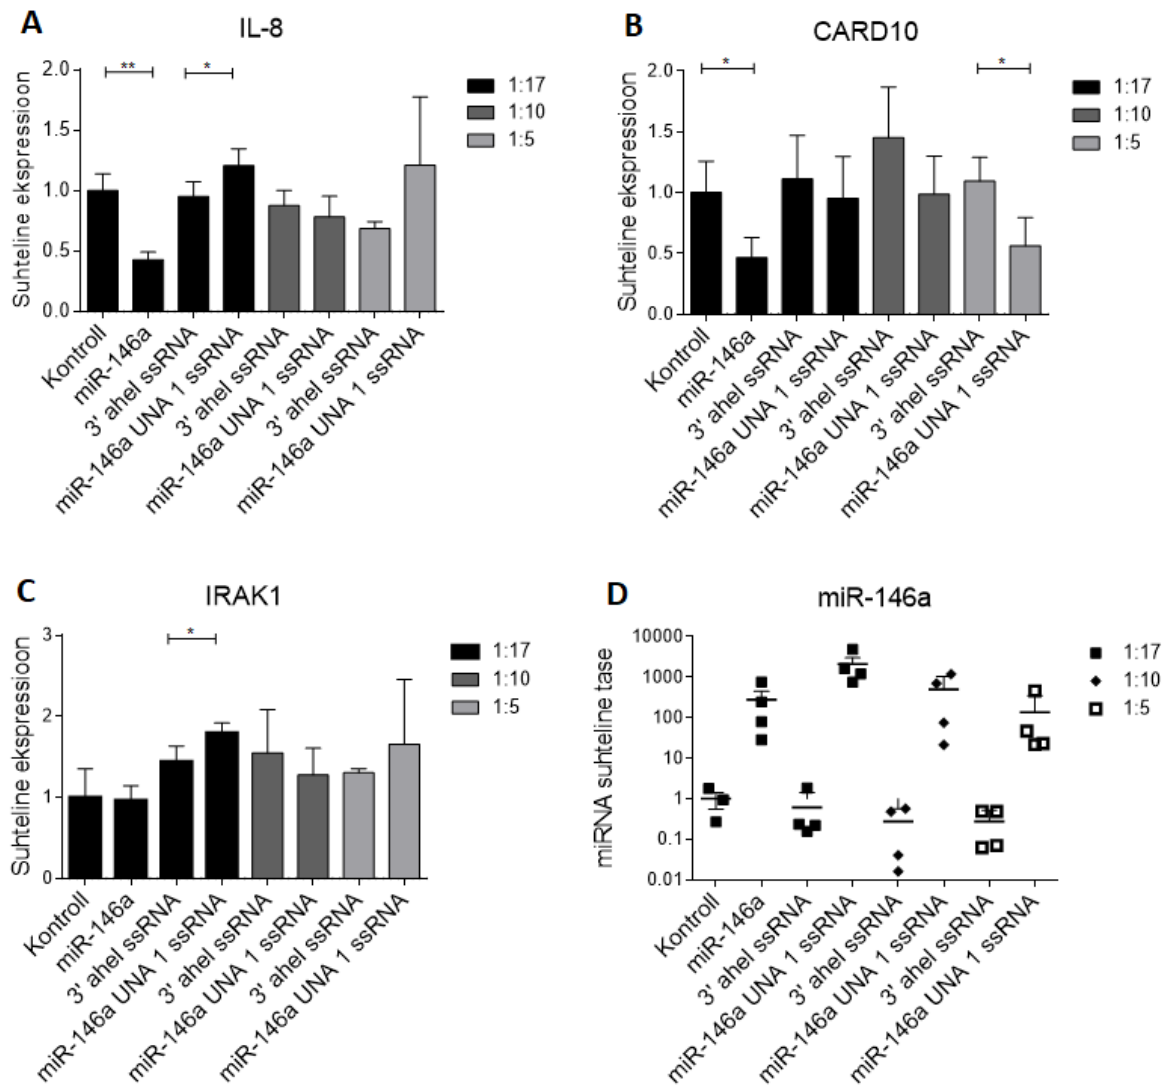 A
IL-8
Suhteline ekspressioon
2.0
1.5
1.0
0.5
0.0
**
*
1:17
1:10
1:5
Kontroll
miR-146a
3' ahel ssRNA
miR-146a UNA 1 ssRNA
3' ahel ssRNA
miR-146a UNA 1 ssRNA
3' ahel ssRNA
miR-146a UNA 1 ssRNA
B
CARD10
Suhteline ekspressioon
2.0
1.5
1.0
0.5
0.0
*
*
1:17
1:10
1:5
Kontroll
miR-146a
3' ahel ssRNA
miR-146a UNA 1 ssRNA
3' ahel ssRNA
miR-146a UNA 1 ssRNA
3' ahel ssRNA
miR-146a UNA 1 ssRNA
C
IRAK1
Suhteline ekspressioon
3
2
1
0
*
1:17
1:10
1:5
Kontroll
miR-146a
3' ahel ssRNA
miR-146a UNA 1 ssRNA
3' ahel ssRNA
miR-146a UNA 1 ssRNA
3' ahel ssRNA
miR-146a UNA 1 ssRNA
D
miR-146a
miRNA suhteline tase
10000
1000
100
10
1
0.1
0.01
1:17
1:10
1:5
Kontroll
miR-146a
3' ahel ssRNA
miR-146a UNA 1 ssRNA
3' ahel ssRNA
miR-146a UNA 1 ssRNA
3' ahel ssRNA
miR-146a UNA 1 ssRNA